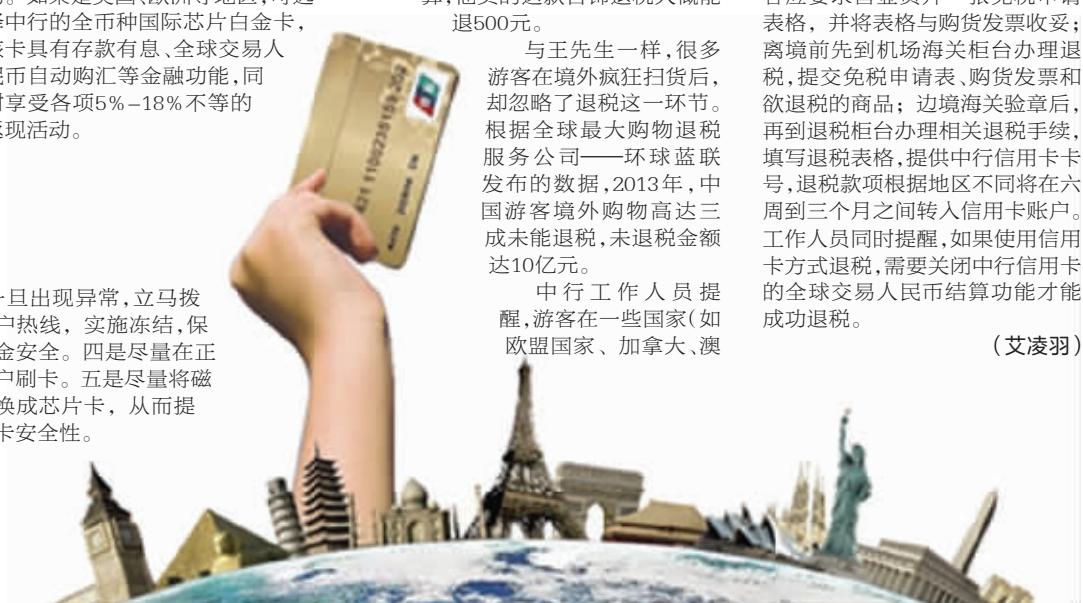 如果是美国、欧洲等地区,可选
中行的全币种国际芯片白金卡,
卡具有存款有息、全球交易人
币自动购汇等金融功能,同
享受各项5%-18%不等的
现活动。
一旦出现异常,立马拨
户热线，实施冻结,保
金安全。四是尽量在正
户刷卡。五是尽量将磁
换成芯片卡，从而提
卡安全性。
退500元。
与王先生一样,很多
游客在境外疯狂扫货后,
却忽略了退税这一环节。
根据全球最大购物退税
服务公司——环球蓝联
发布的数据,2013年,中
国游客境外购物高达三
成未能退税,未退税金额
达10亿元。
中行工作人员提
醒,游客在一些国家(如
欧盟国家、加拿大、澳
表格，并将表格与购货发票收妥;
离境前先到机场海关柜台办理退
税,提交免税申请表、购货发票和
欲退税的商品；边境海关验章后,
再到退税柜台办理相关退税手续,
填写退税表格,提供中行信用卡卡
号,退税款项根据地区不同将在六
周到三个月之间转入信用卡账户。
工作人员同时提醒,如果使用信用
卡方式退税,需要关闭中行信用卡
的全球交易人民币结算功能才能
成功退税。
（艾凌羽）